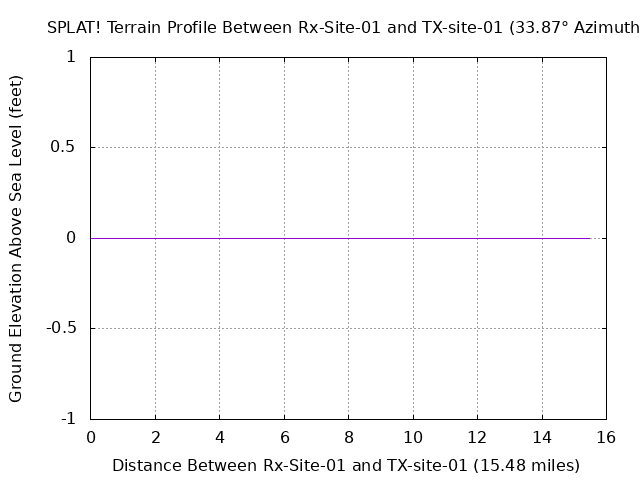 SPLAT! Terrain Profile Between Rx-Site-01 and TX-site-01 (33.87° Azimuth
Ground Elevation Above Sea Level (feet)
1
0.5
0
-0.5
-1
0 2 4 6 8 10 12 14 16
Distance Between Rx-Site-01 and TX-site-01 (15.48 miles)